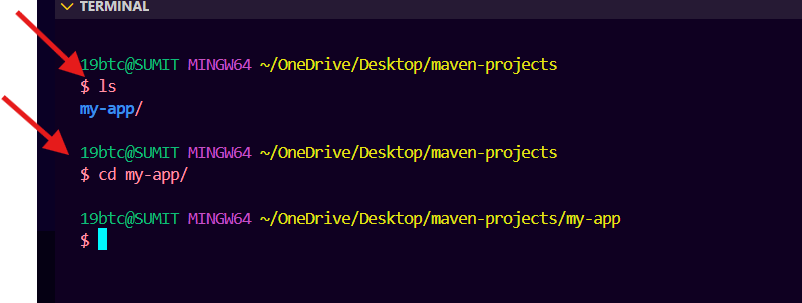 TERMINAL
19btc@SUMIT MINGW64 ~/OneDrive/Desktop/maven-projects
$ ls
my-app/
19btc@SUMIT MINGW64 ~/OneDrive/Desktop/maven-projects
$ cd my-app/
19btc@SUMIT MINGW64 ~/OneDrive/Desktop/maven-projects/my-app
$